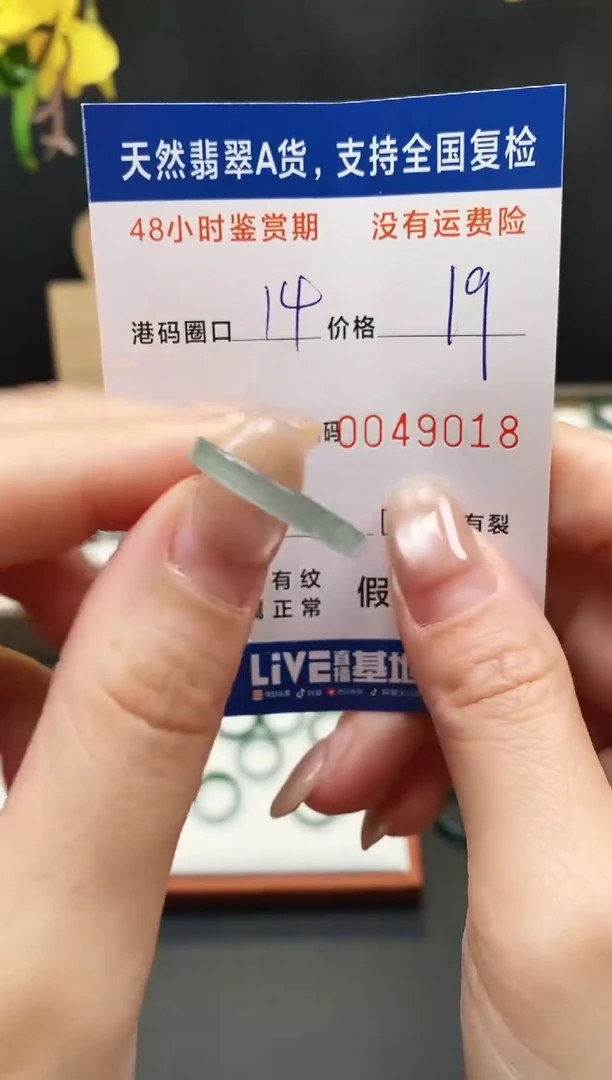 天然翡翠A货，支持全国复检
48小时鉴赏期 没有运费险
港码圈口 14 价格 19
码0049018
有裂
有纹
正常
假
LiVE直播基地